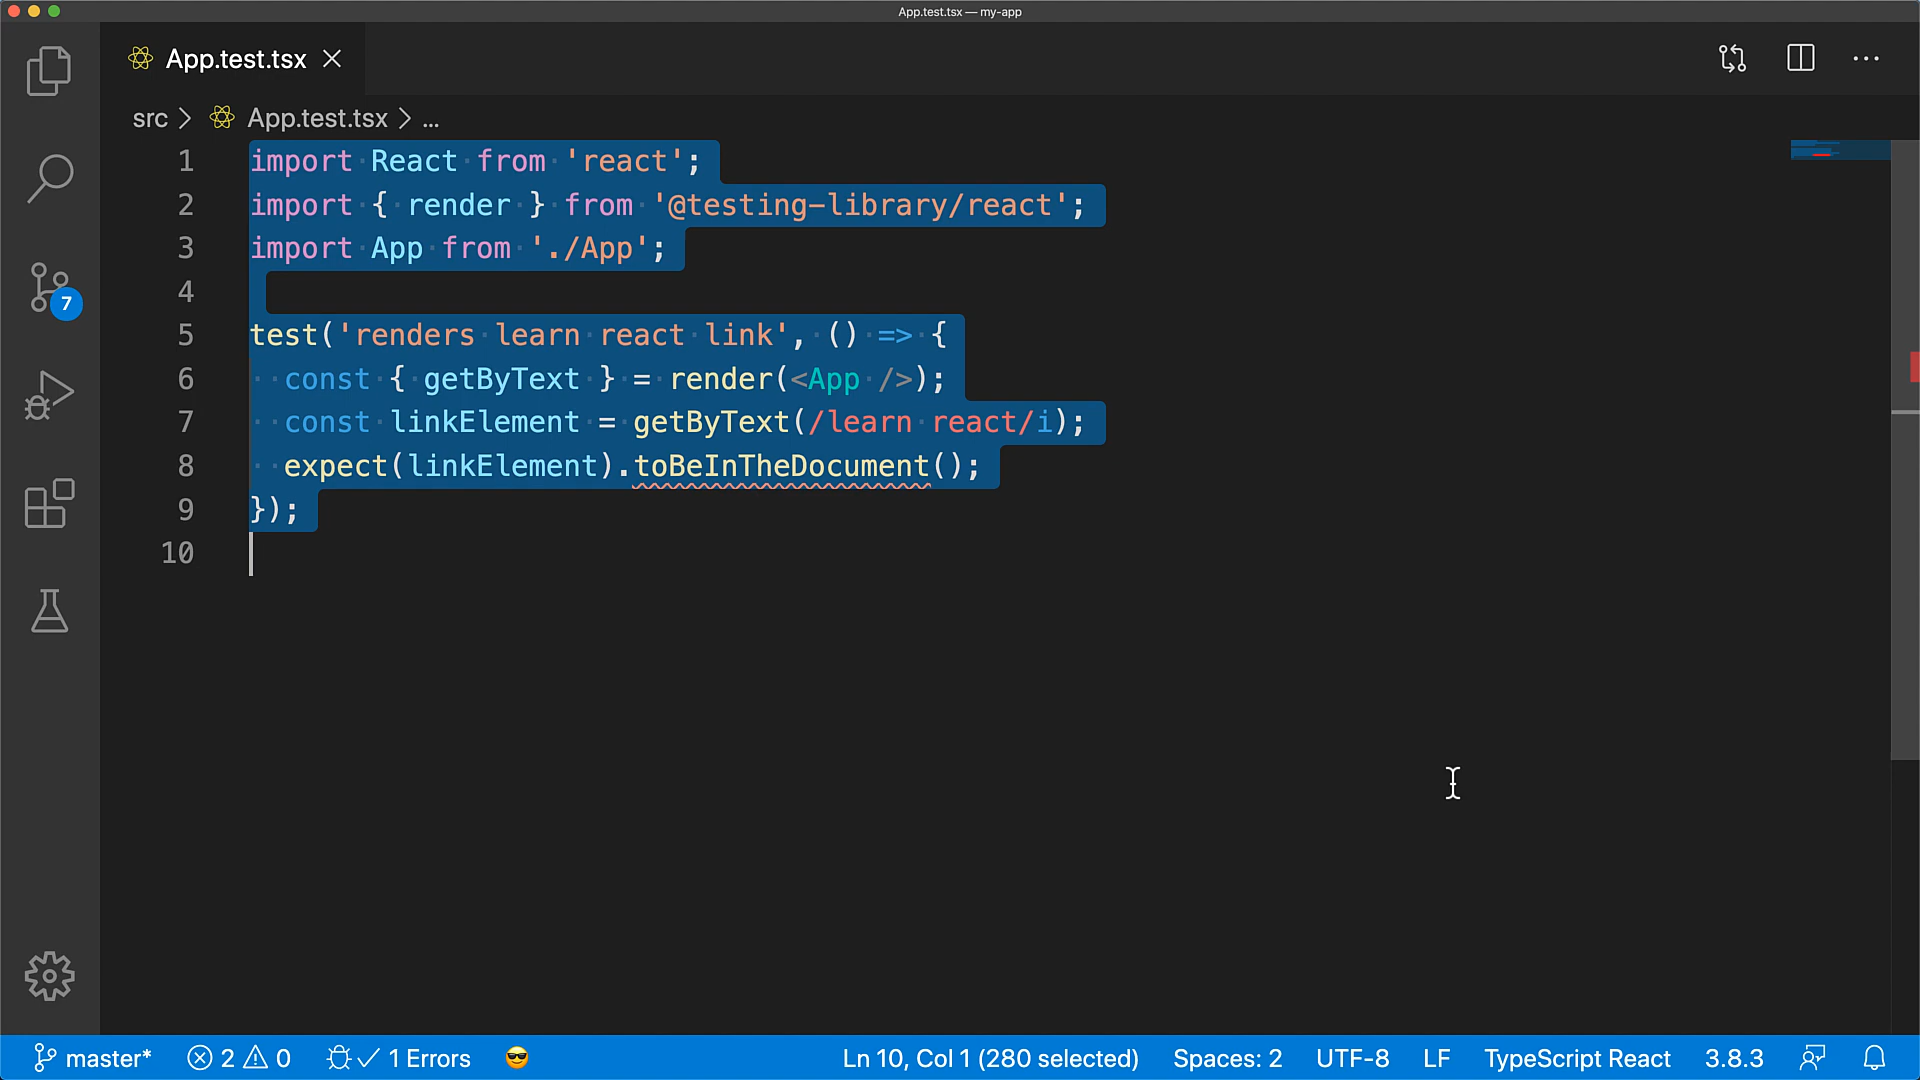 App.test.tsx — my-app
App.test.tsx
src > App.test.tsx > ...
1 import React from 'react';
2 import { render } from '@testing-library/react';
3 import App from './App';
4
5 test('renders learn react link', () => {
6   const { getByText } = render(<App />);
7   const linkElement = getByText(/learn react/i);
8   expect(linkElement).toBeInTheDocument();
9 });
10
7
master* 2 0 1 Errors Ln 10, Col 1 (280 selected) Spaces: 2 UTF-8 LF TypeScript React 3.8.3